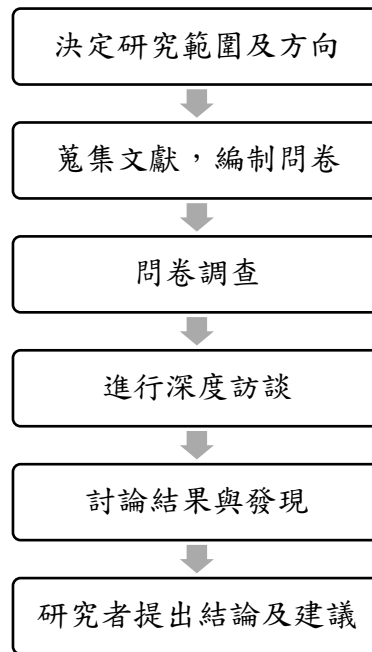 決定研究範圍及方向
蒐集文獻，編制問卷
問卷調查
進行深度訪談
討論結果與發現
研究者提出結論及建議